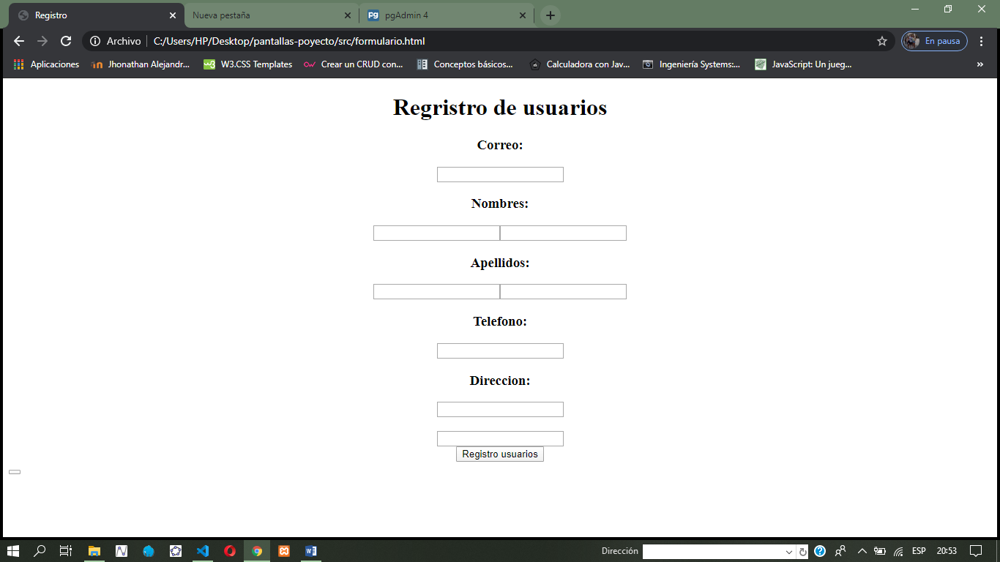 Registro
Nueva pestaña
pgAdmin 4
Archivo
C:/Users/HP/Desktop/pantallas-poyecto/src/formulario.html
En pausa
Aplicaciones
Jhonathan Alejandr...
W3.CSS Templates
Crear un CRUD con...
Conceptos básicos...
Calculadora con Jav...
Ingeniería Systems:...
JavaScript: Un jueg...
»
Regristro de usuarios
Correo:
Nombres:
Apellidos:
Telefono:
Direccion:
Registro usuarios
Dirección
ESP
20:53